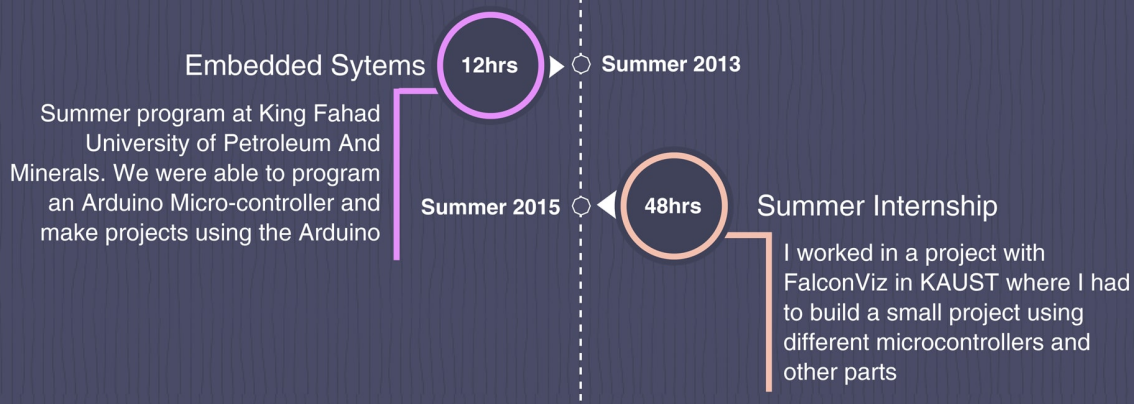 Embedded Sytems
12hrs
Summer 2013
Summer program at King Fahad
University of Petroleum And
Minerals. We were able to program
an Arduino Micro-controller and
make projects using the Arduino
Summer 2015
48hrs
Summer Internship
I worked in a project with
FalconViz in KAUST where I had
to build a small project using
different microcontrollers and
other parts